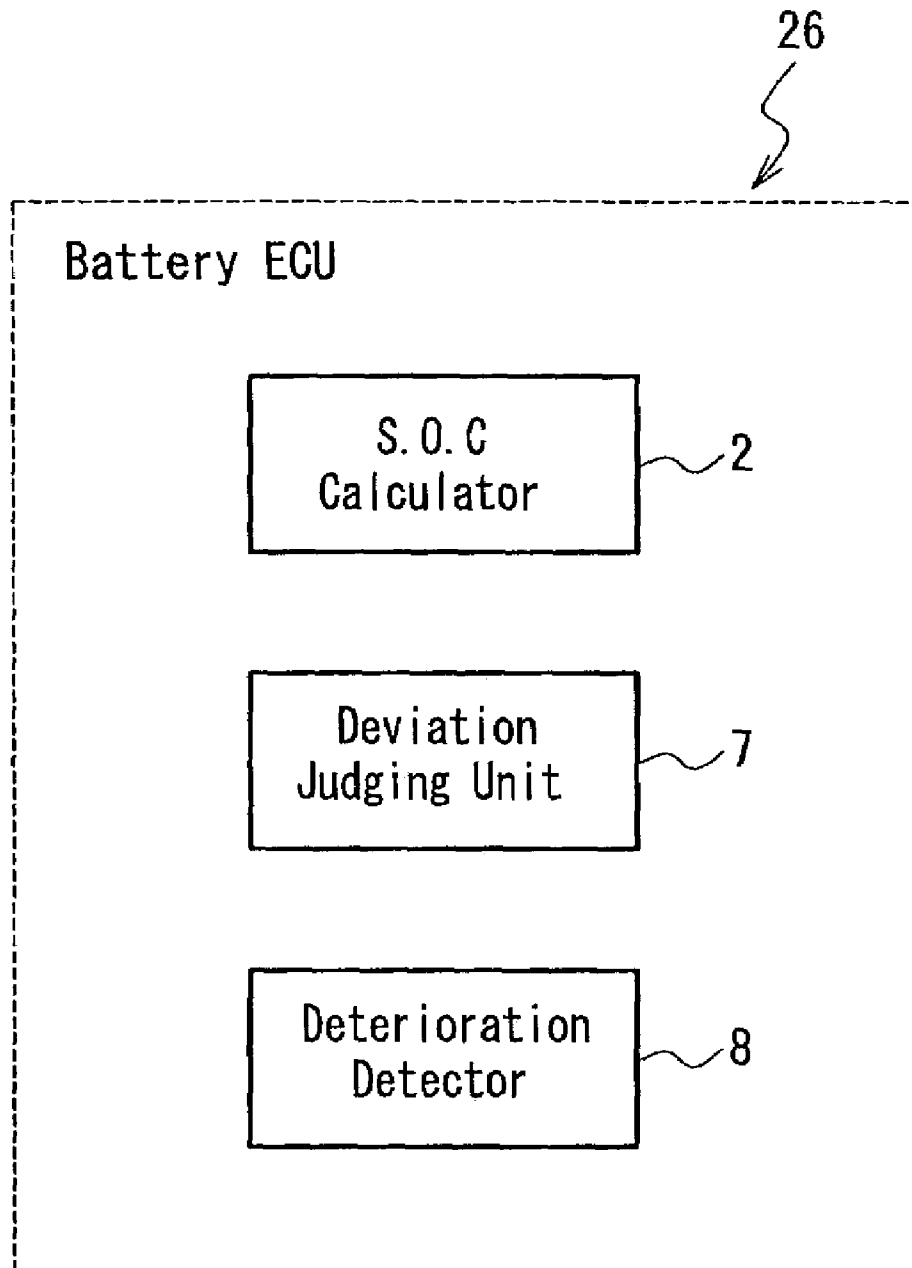 26
Battery ECU
S.O.C
Calculator
2
Deviation
Judging Unit
7
Deterioration
Detector
8